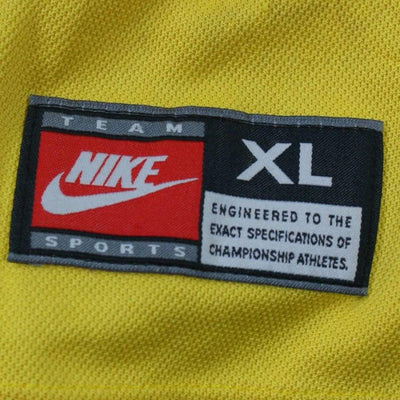 TEAM
NIKE
SPORTS
XL
ENGINEERED TO THE
EXACT SPECIFICATIONS OF
CHAMPIONSHIP ATHLETES.